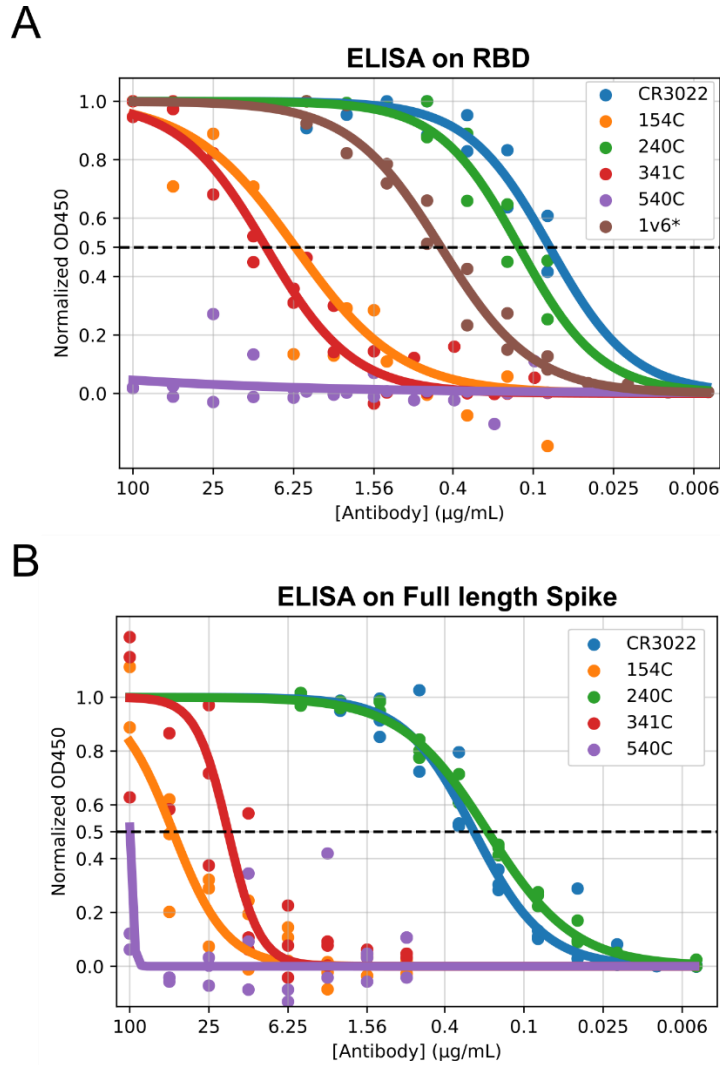 A
ELISA on RBD
CR3022
154C
240C
341C
540C
1v6*
Normalized OD450
1.0
0.8
0.6
0.5
0.4
0.2
0.0
100 25 6.25 1.56 0.4 0.1 0.025 0.006
[Antibody] (μg/mL)
B
ELISA on Full length Spike
CR3022
154C
240C
341C
540C
Normalized OD450
1.0
0.8
0.6
0.5
0.4
0.2
0.0
100 25 6.25 1.56 0.4 0.1 0.025 0.006
[Antibody] (μg/mL)